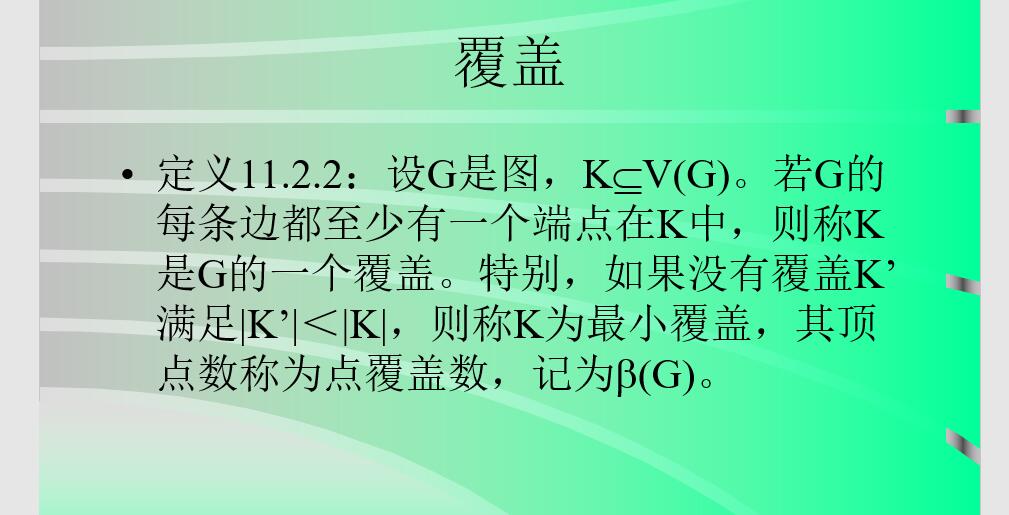 覆盖
• 定义11.2.2：设G是图，K⊆V(G)。若G的
每条边都至少有一个端点在K中，则称K
是G的一个覆盖。特别，如果没有覆盖K’
满足|K’|＜|K|，则称K为最小覆盖，其顶
点数称为点覆盖数，记为β(G)。